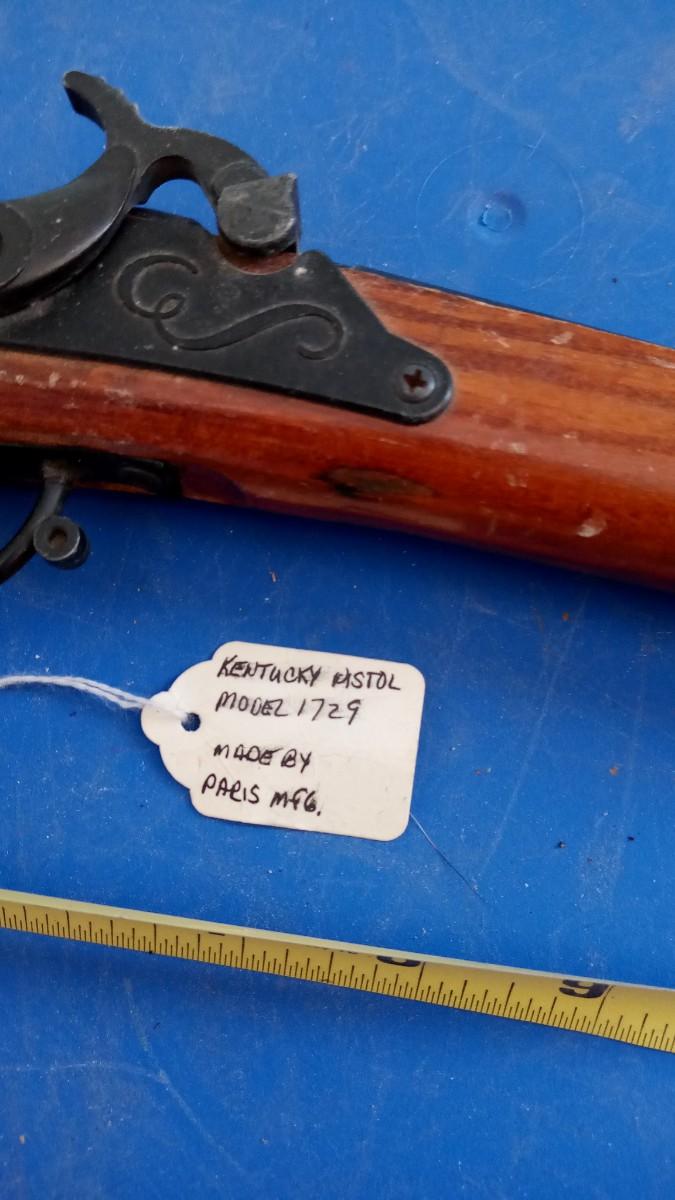 KENTUCKY PISTOL
MODEL 1729
MADE BY
PARIS MFG.